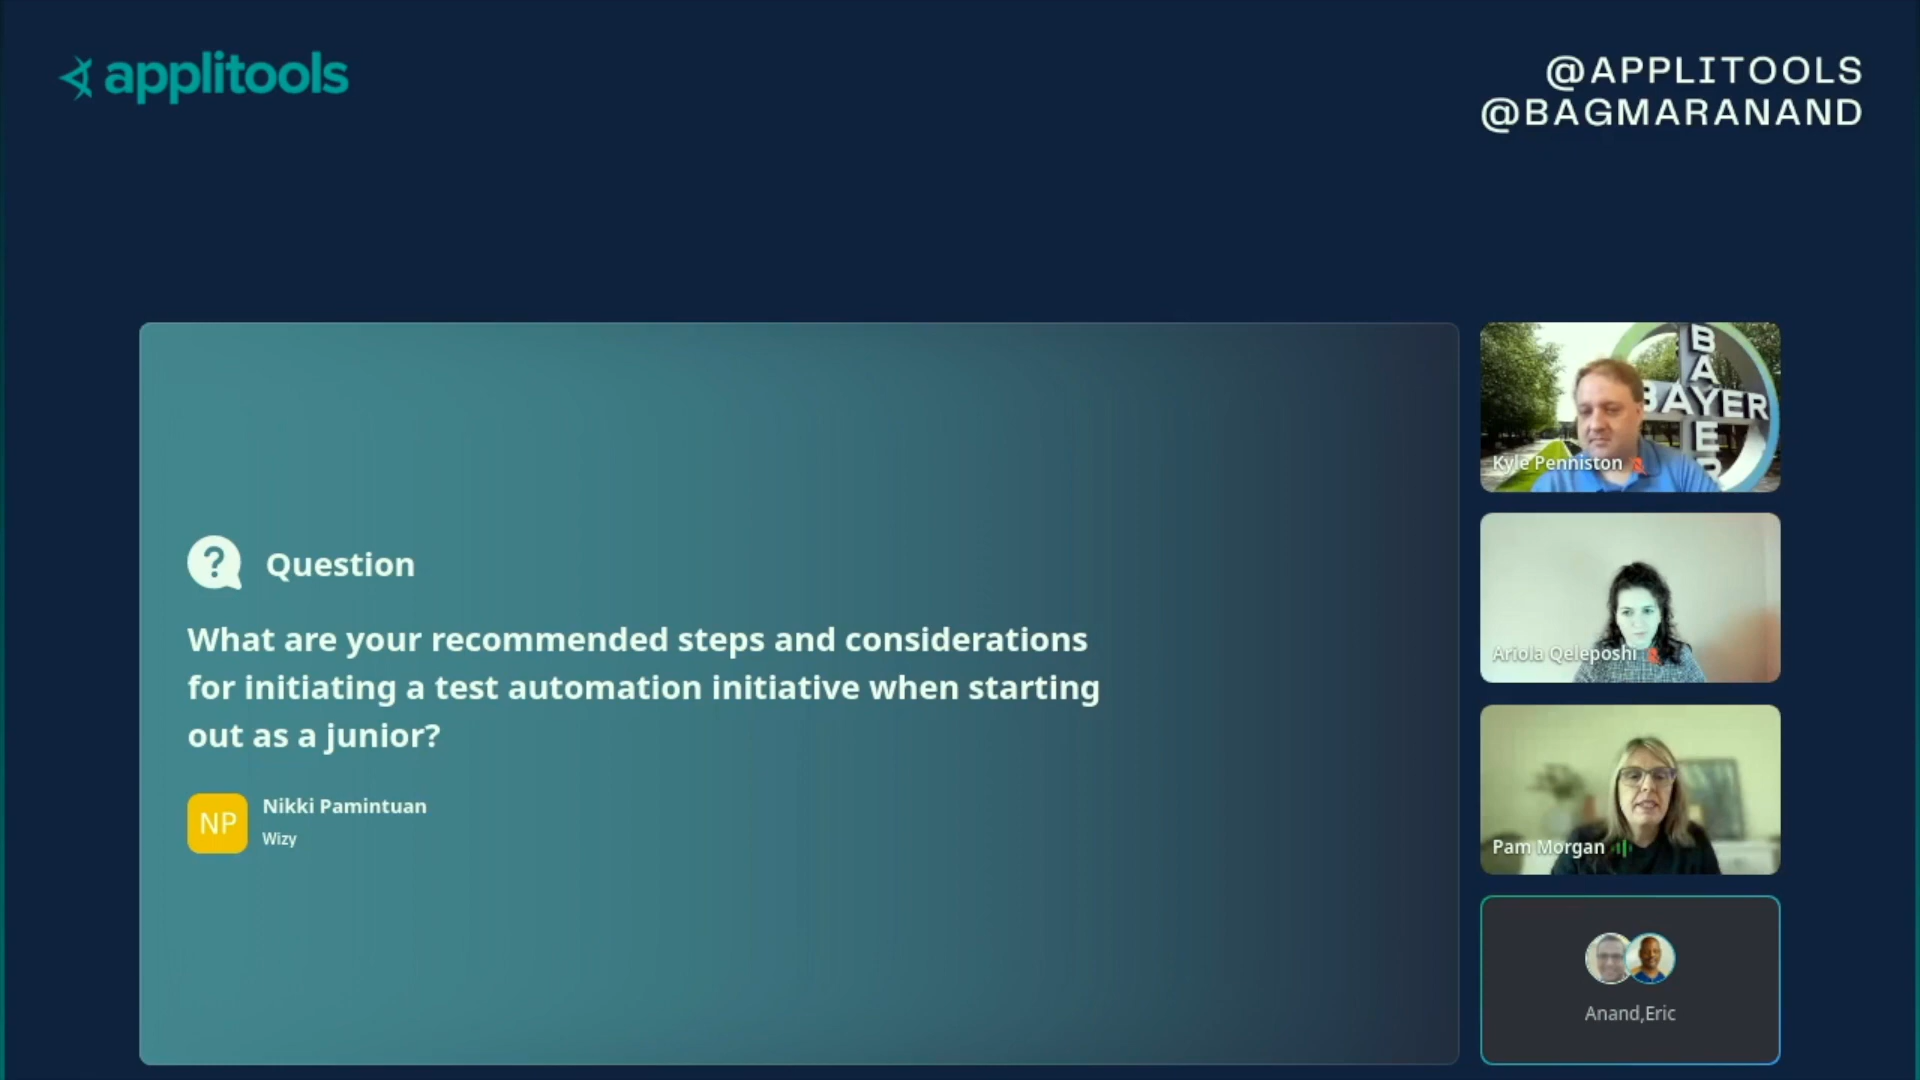 applitools
@APPLITOOLS
@BAGMARANAND
Question
What are your recommended steps and considerations
for initiating a test automation initiative when starting
out as a junior?
NP
Nikki Pamintuan
Wizy
BAYER
BAYER
Kyle Penniston
Ariola Qeleposhi
Pam Morgan
Anand,Eric